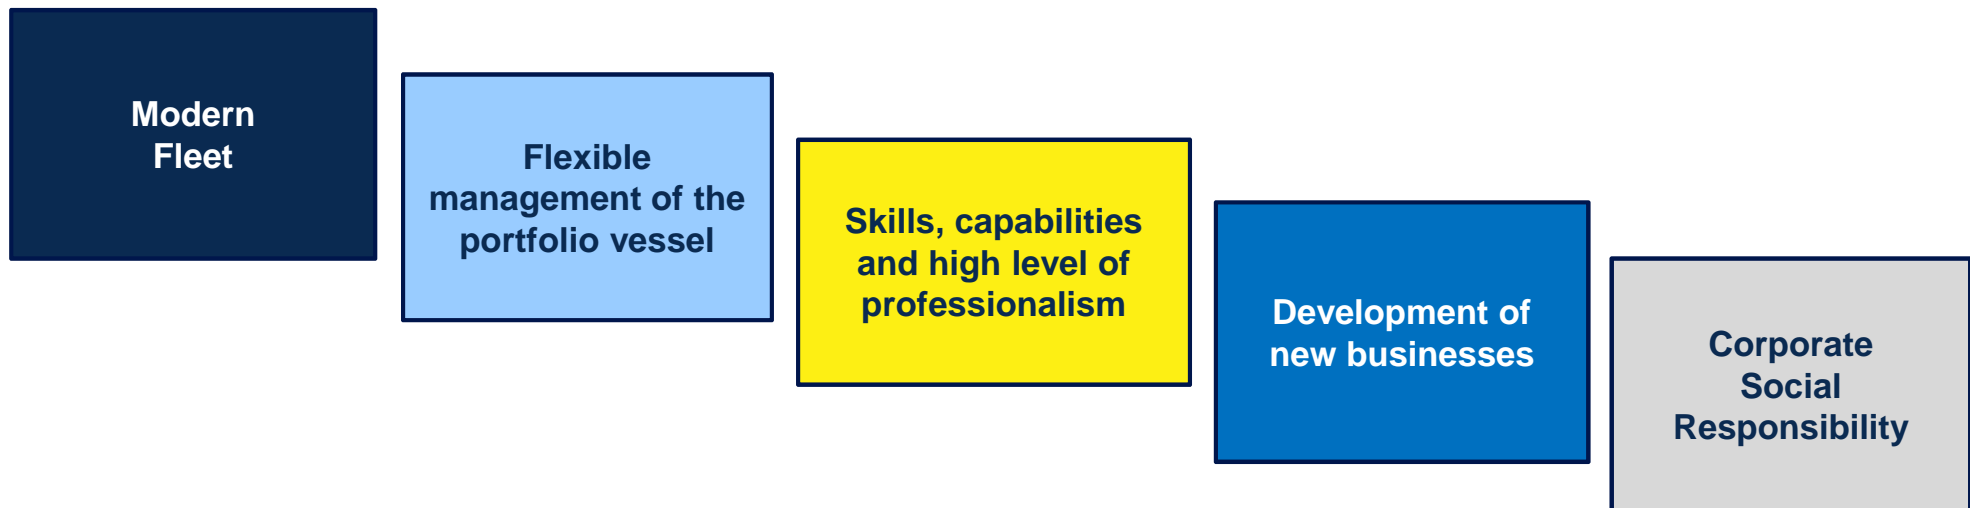 Modern
Fleet
Flexible
management of the
portfolio vessel
Skills, capabilities
and high level of
professionalism
Development of
new businesses
Corporate
Social
Responsibility